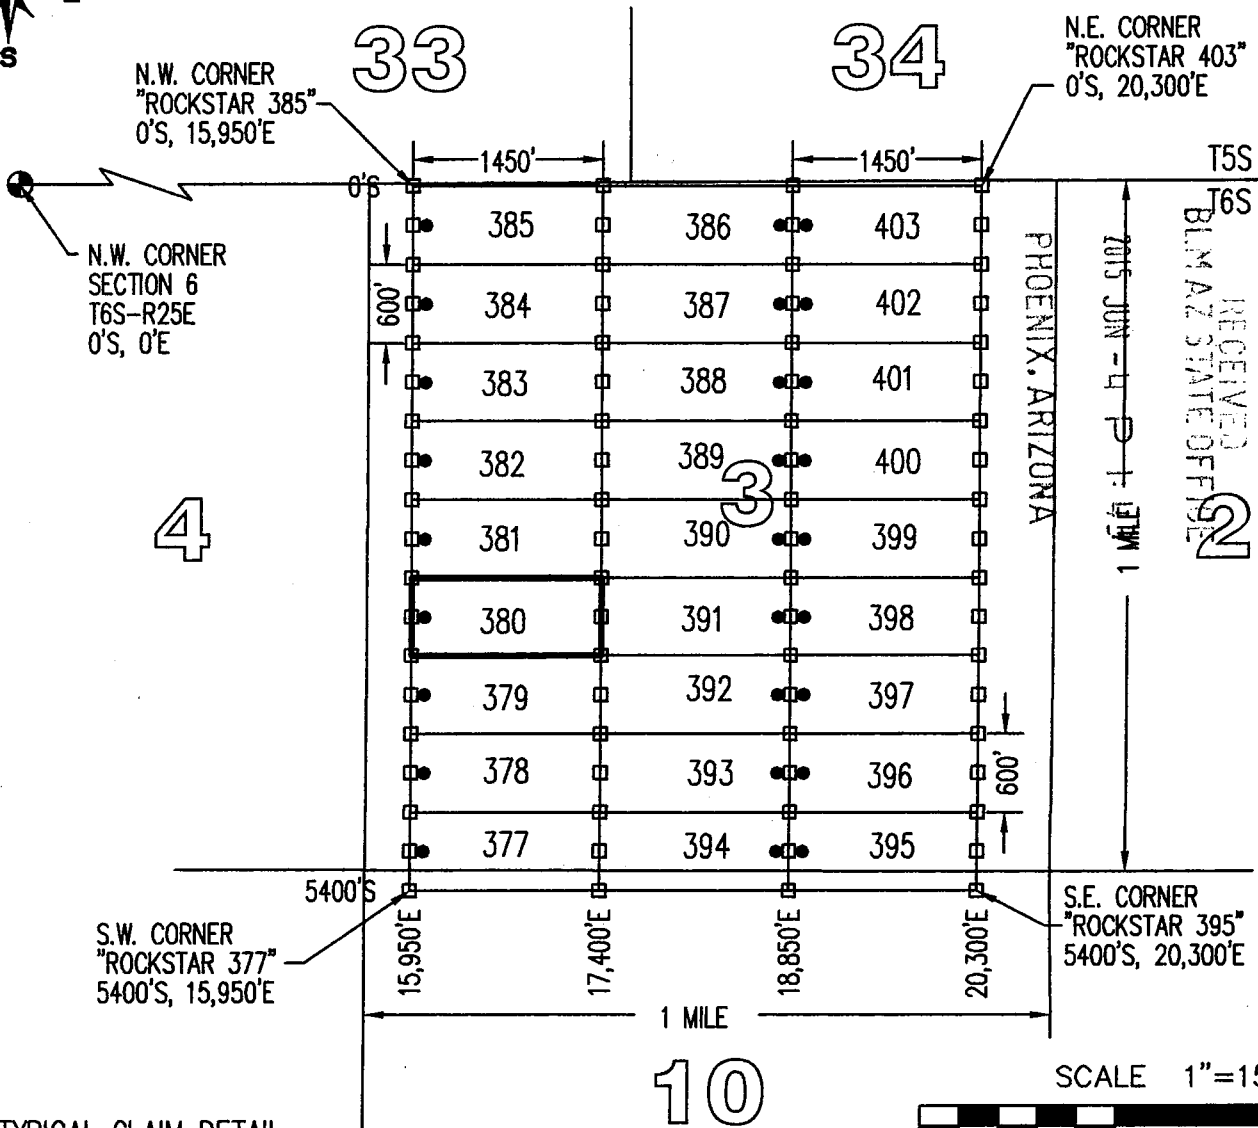 S
33
34
N.W. CORNER
"ROCKSTAR 385"
0'S, 15,950'E
N.E. CORNER
"ROCKSTAR 403"
0'S, 20,300'E
1450'
1450'
T5S
T6S
0'S
N.W. CORNER
SECTION 6
T6S-R25E
0'S, 0'E
600'
385
386
403
384
387
402
383
388
401
382
389
400
3
381
390
399
380
391
398
379
392
397
378
393
396
377
394
395
4
2
600'
PHOENIX, ARIZONA
2015 JUN -4 P 1:
1 MILE
RECEIVED
BLM AZ STATE OFFICE
5400'S
S.W. CORNER
"ROCKSTAR 377"
5400'S, 15,950'E
15,950'E
17,400'E
18,850'E
20,300'E
S.E. CORNER
"ROCKSTAR 395"
5400'S, 20,300'E
1 MILE
10
SCALE 1"=15
TYPICAL CLAIM DETAIL